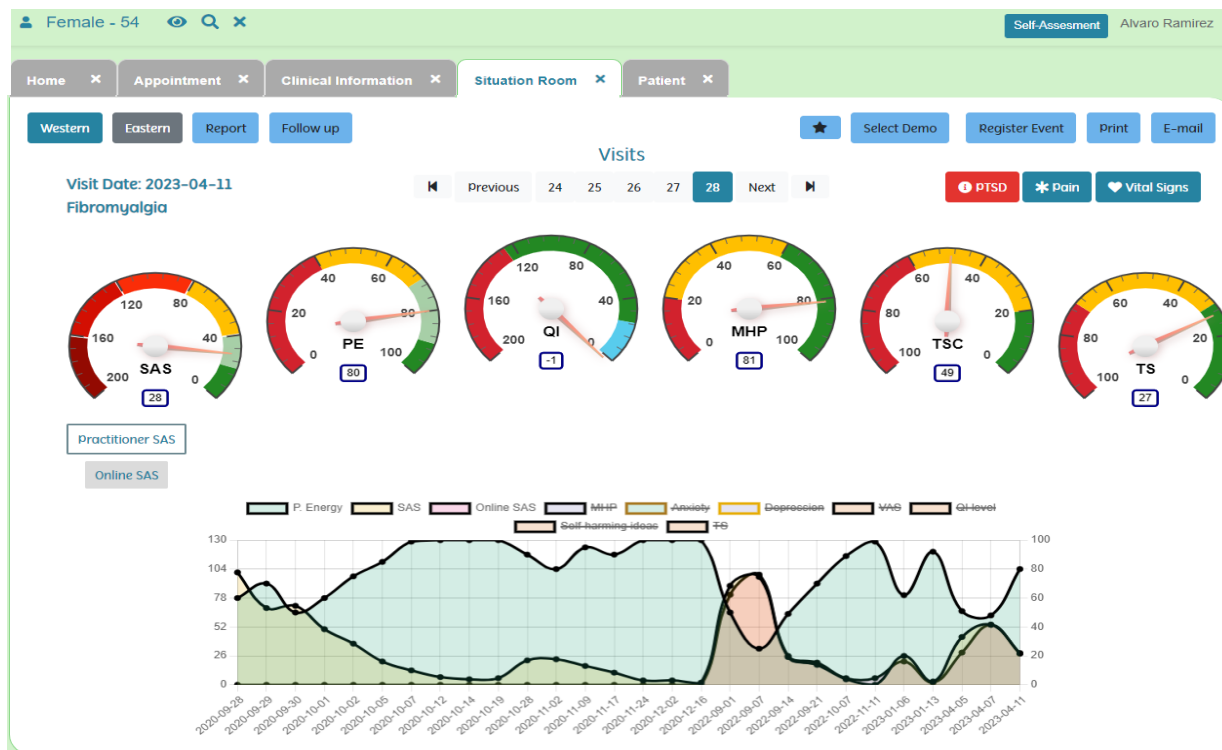 Female - 54
Self-Assesment Alvaro Ramirez
Home × Appointment × Clinical Information × Situation Room × Patient ×
Western Eastern Report Follow up Select Demo Register Event Print E-mail
Visits
Visit Date: 2023-04-11
Fibromyalgia
Previous 24 25 26 27 28 Next
PTSD Pain Vital Signs
200 160 120 80 40 0
SAS
28
0 20 40 60 80 100
PE
80
200 160 120 80 40 0
QI
-1
0 20 40 60 80 100
MHP
81
100 80 60 40 20 0
TSC
49
100 80 60 40 20 0
TS
27
Practitioner SAS
Online SAS
P. Energy SAS Online SAS MHP Anxiety Depression VAS QI level
Self-harming ideas TS
130 100
104 80
78 60
52 40
26 20
0 0
2020-09-28 2020-09-29 2020-09-30 2020-10-01 2020-10-02 2020-10-05 2020-10-07 2020-10-12 2020-10-14 2020-10-19 2020-10-28 2020-11-02 2020-11-09 2020-11-17 2020-11-24 2020-12-02 2020-12-16 2022-09-01 2022-09-07 2022-09-14 2022-09-21 2022-10-07 2022-11-11 2023-01-06 2023-01-13 2023-04-05 2023-04-07 2023-04-11